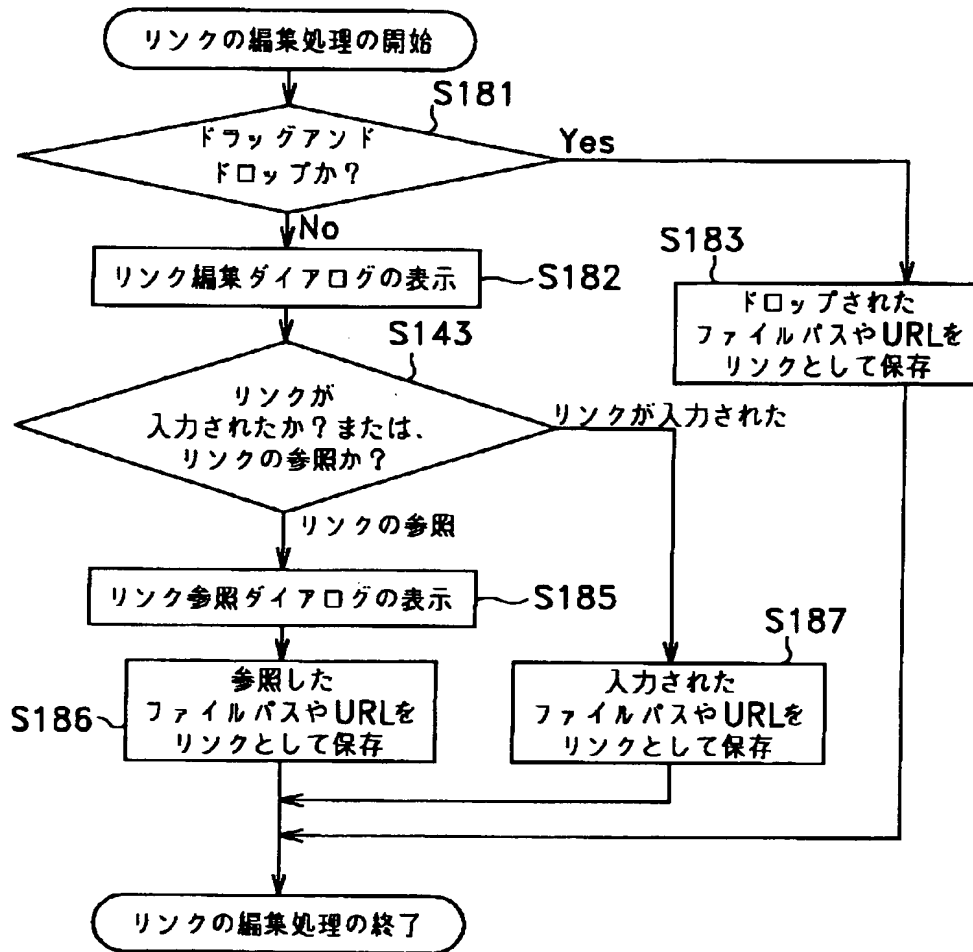 リンクの編集処理の開始
S181
ドラッグアンド
ドロップか?
Yes
No
S183
リンク編集ダイアログの表示
S182
ドロップされた
ファイルパスやURLを
リンクとして保存
S143
リンクが
入力されたか?または、
リンクの参照か?
リンクが入力された
リンクの参照
リンク参照ダイアログの表示
S185
S187
参照した
ファイルパスやURLを
リンクとして保存
S186
入力された
ファイルパスやURLを
リンクとして保存
リンクの編集処理の終了